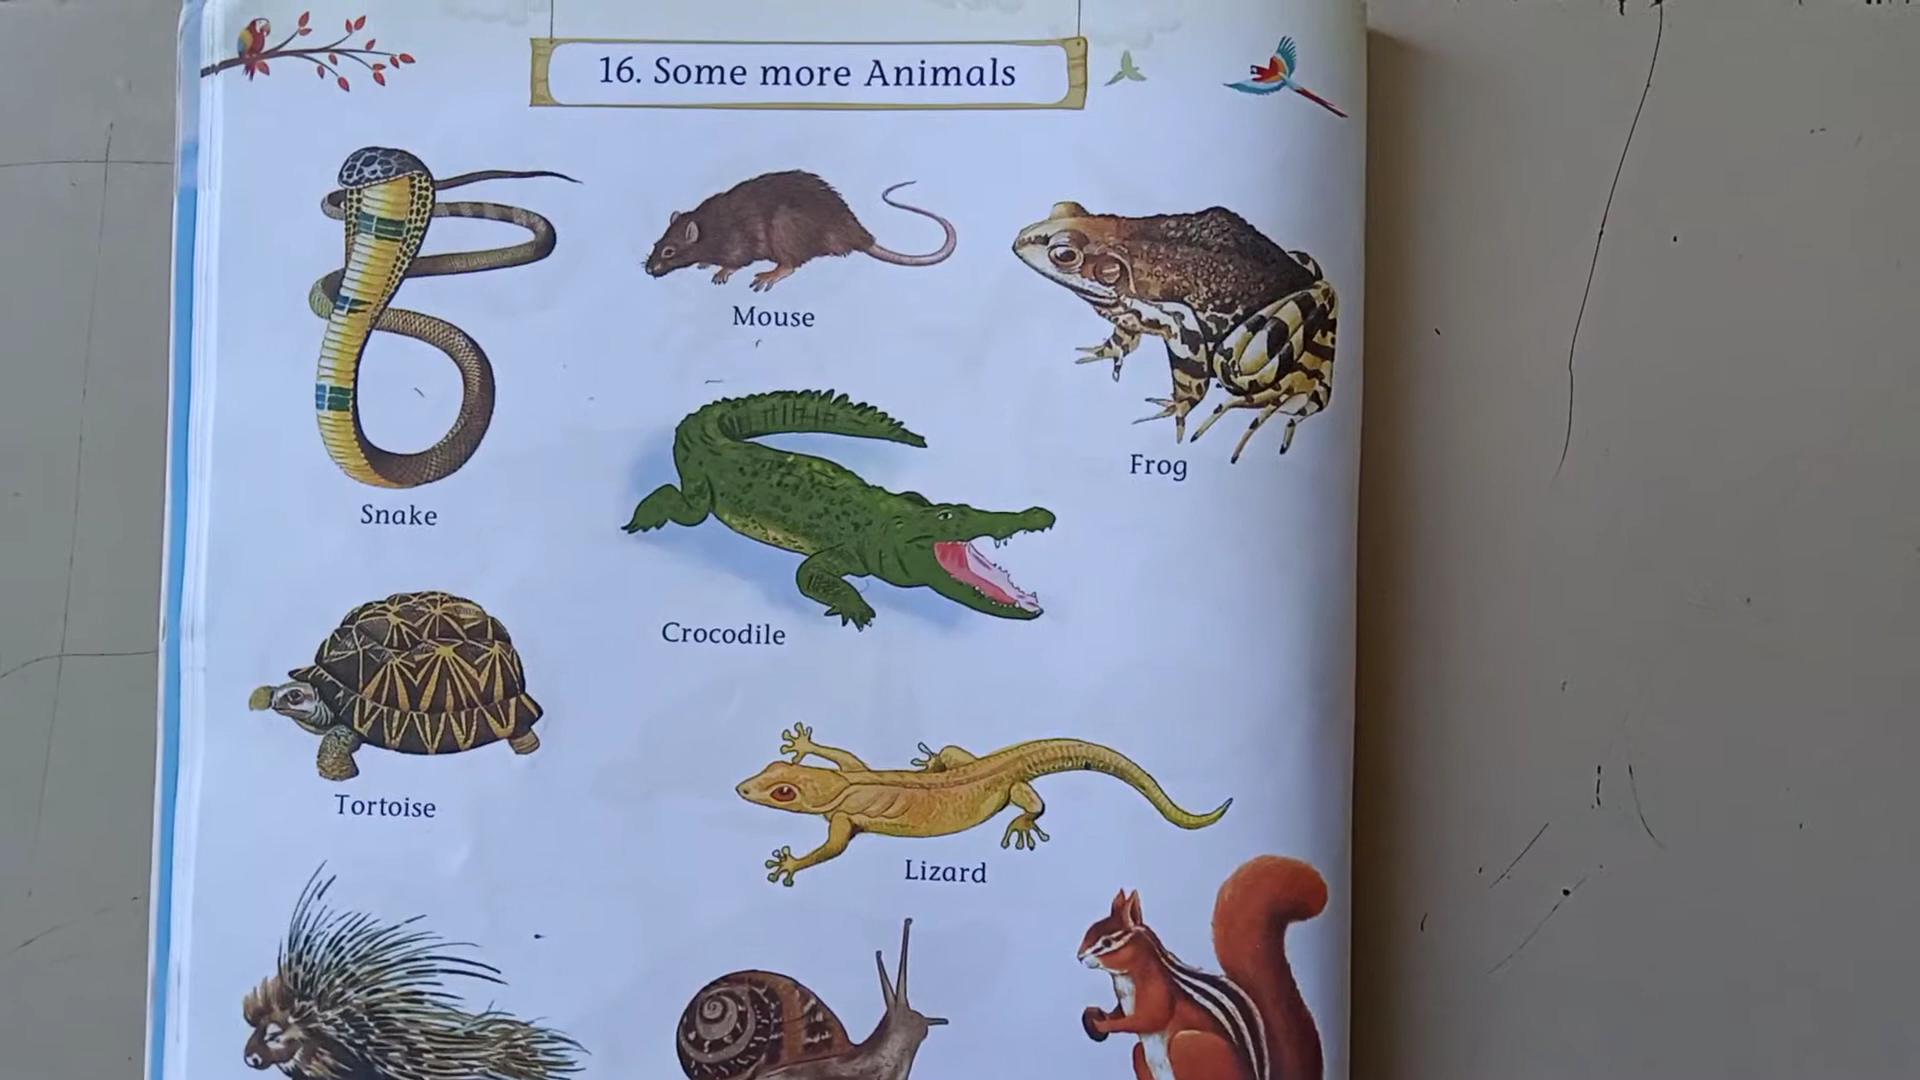 16. Some more Animals
Mouse
Frog
Snake
Crocodile
Tortoise
Lizard